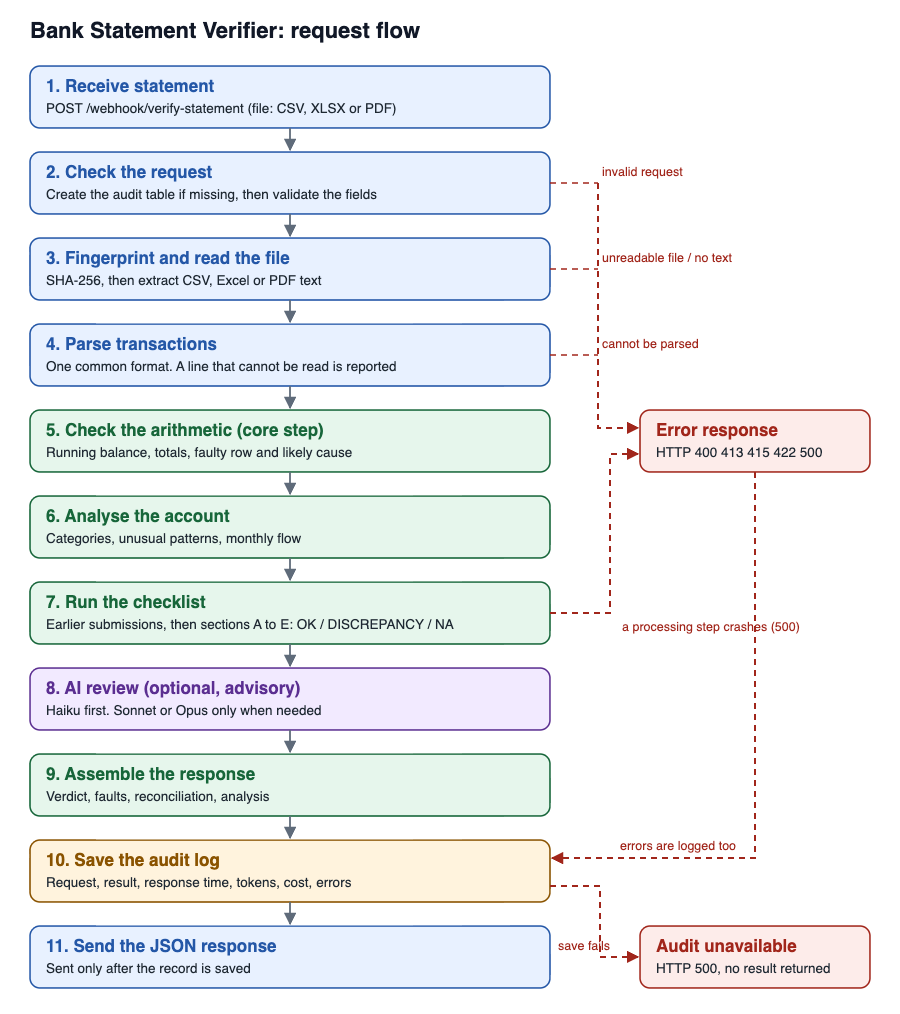 Bank Statement Verifier: request flow
1. Receive statement
POST /webhook/verify-statement (file: CSV, XLSX or PDF)
2. Check the request
Create the audit table if missing, then validate the fields
invalid request
3. Fingerprint and read the file
SHA-256, then extract CSV, Excel or PDF text
unreadable file / no text
4. Parse transactions
One common format. A line that cannot be read is reported
cannot be parsed
5. Check the arithmetic (core step)
Running balance, totals, faulty row and likely cause
Error response
HTTP 400 413 415 422 500
6. Analyse the account
Categories, unusual patterns, monthly flow
7. Run the checklist
Earlier submissions, then sections A to E: OK / DISCREPANCY / NA
a processing step crashes (500)
8. AI review (optional, advisory)
Haiku first. Sonnet or Opus only when needed
9. Assemble the response
Verdict, faults, reconciliation, analysis
errors are logged too
10. Save the audit log
Request, result, response time, tokens, cost, errors
save fails
11. Send the JSON response
Sent only after the record is saved
Audit unavailable
HTTP 500, no result returned